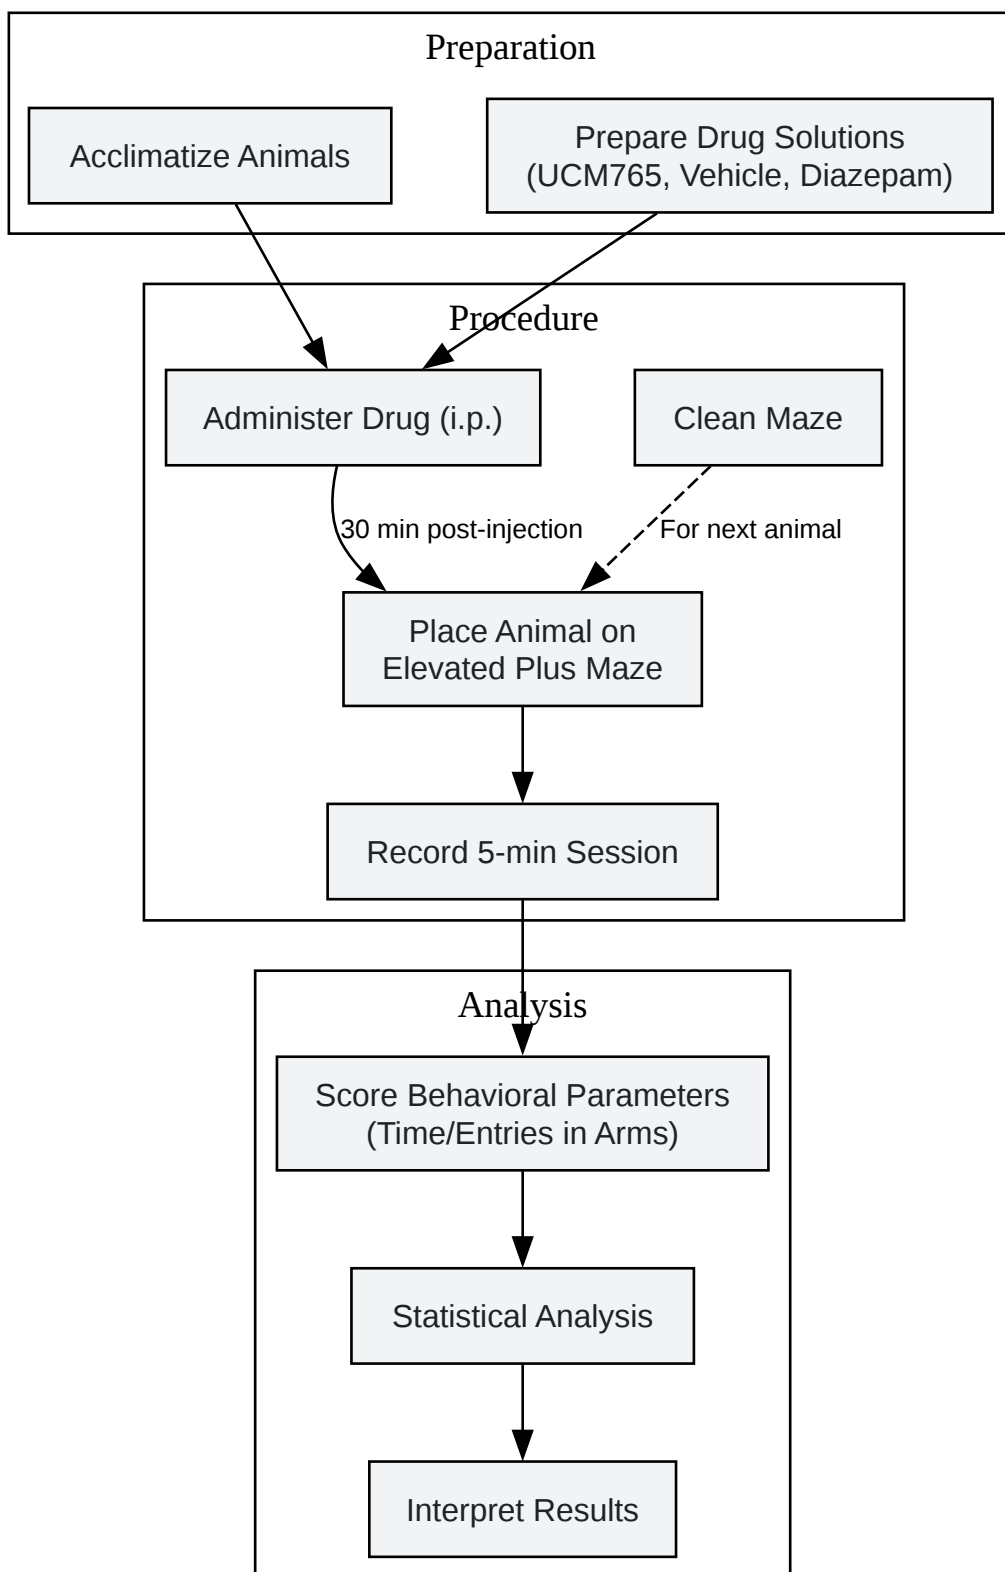 Preparation
Acclimatize Animals
Prepare Drug Solutions
(UCM765, Vehicle, Diazepam)
Procedure
Administer Drug (i.p.)
Clean Maze
30 min post-injection
For next animal
Place Animal on
Elevated Plus Maze
Record 5-min Session
Analysis
Score Behavioral Parameters
(Time/Entries in Arms)
Statistical Analysis
Interpret Results